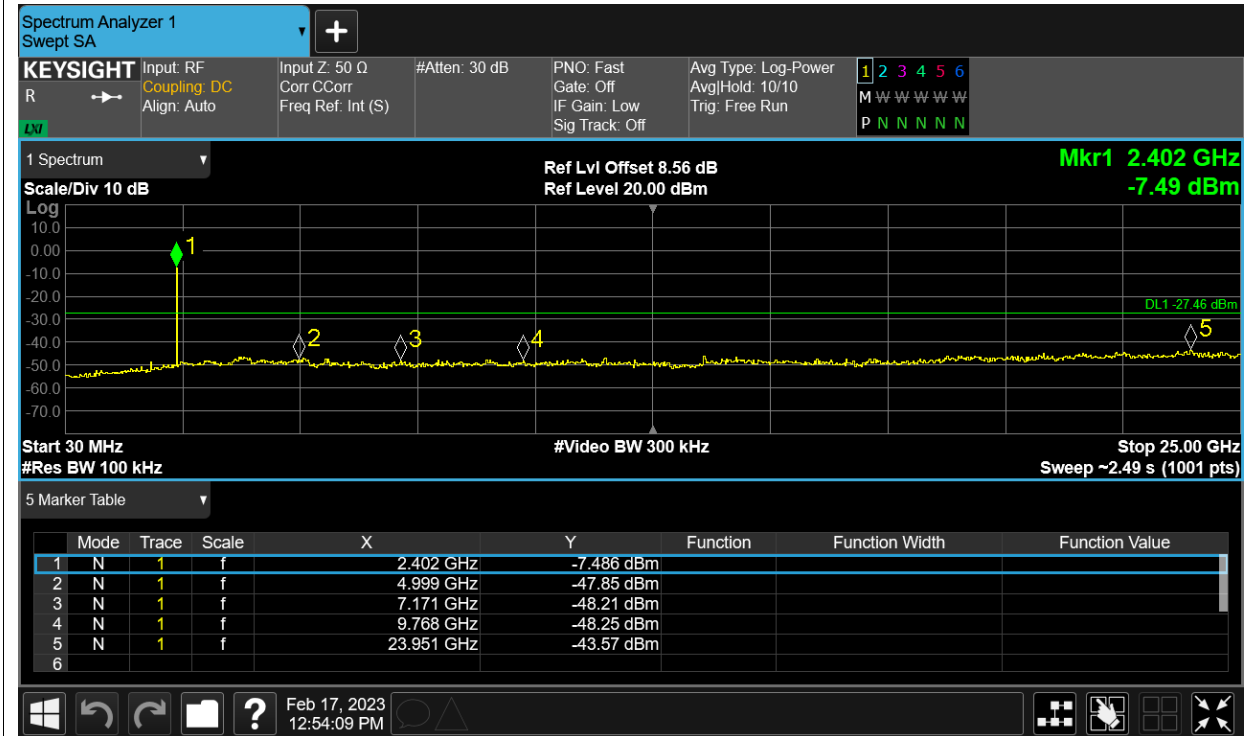 Spectrum Analyzer 1
Swept SA
KEYSIGHT
R
LXI
Input: RF
Coupling: DC
Align: Auto
Input Z: 50 Ω
Corr CCorr
Freq Ref: Int (S)
#Atten: 30 dB
PNO: Fast
Gate: Off
IF Gain: Low
Sig Track: Off
Avg Type: Log-Power
Avg|Hold: 10/10
Trig: Free Run
1 2 3 4 5 6
M W W W W W W
P N N N N N N
1 Spectrum
Scale/Div 10 dB
Ref Lvl Offset 8.56 dB
Ref Level 20.00 dBm
Mkr1 2.402 GHz
-7.49 dBm
Log
10.0
0.00
-10.0
-20.0
-30.0
-40.0
-50.0
-60.0
-70.0
1
2
3
4
5
DL1 -27.46 dBm
Start 30 MHz
#Video BW 300 kHz
Stop 25.00 GHz
#Res BW 100 kHz
Sweep ~2.49 s (1001 pts)
5 Marker Table
Mode Trace Scale X Y Function Function Width Function Value
1 N 1 f 2.402 GHz -7.486 dBm
2 N 1 f 4.999 GHz -47.85 dBm
3 N 1 f 7.171 GHz -48.21 dBm
4 N 1 f 9.768 GHz -48.25 dBm
5 N 1 f 23.951 GHz -43.57 dBm
6
?
Feb 17, 2023
12:54:09 PM